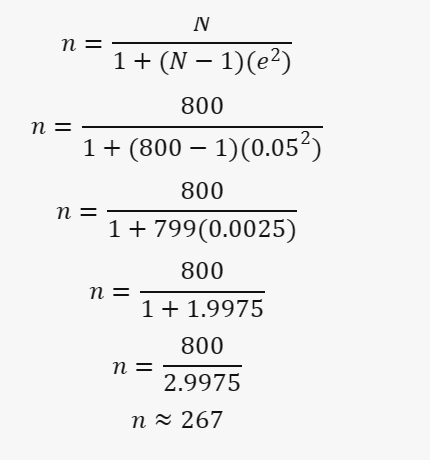 n = N / 1 + (N − 1)(e²)
n = 800 / 1 + (800 − 1)(0.05²)
n = 800 / 1 + 799(0.0025)
n = 800 / 1 + 1.9975
n = 800 / 2.9975
n ≈ 267